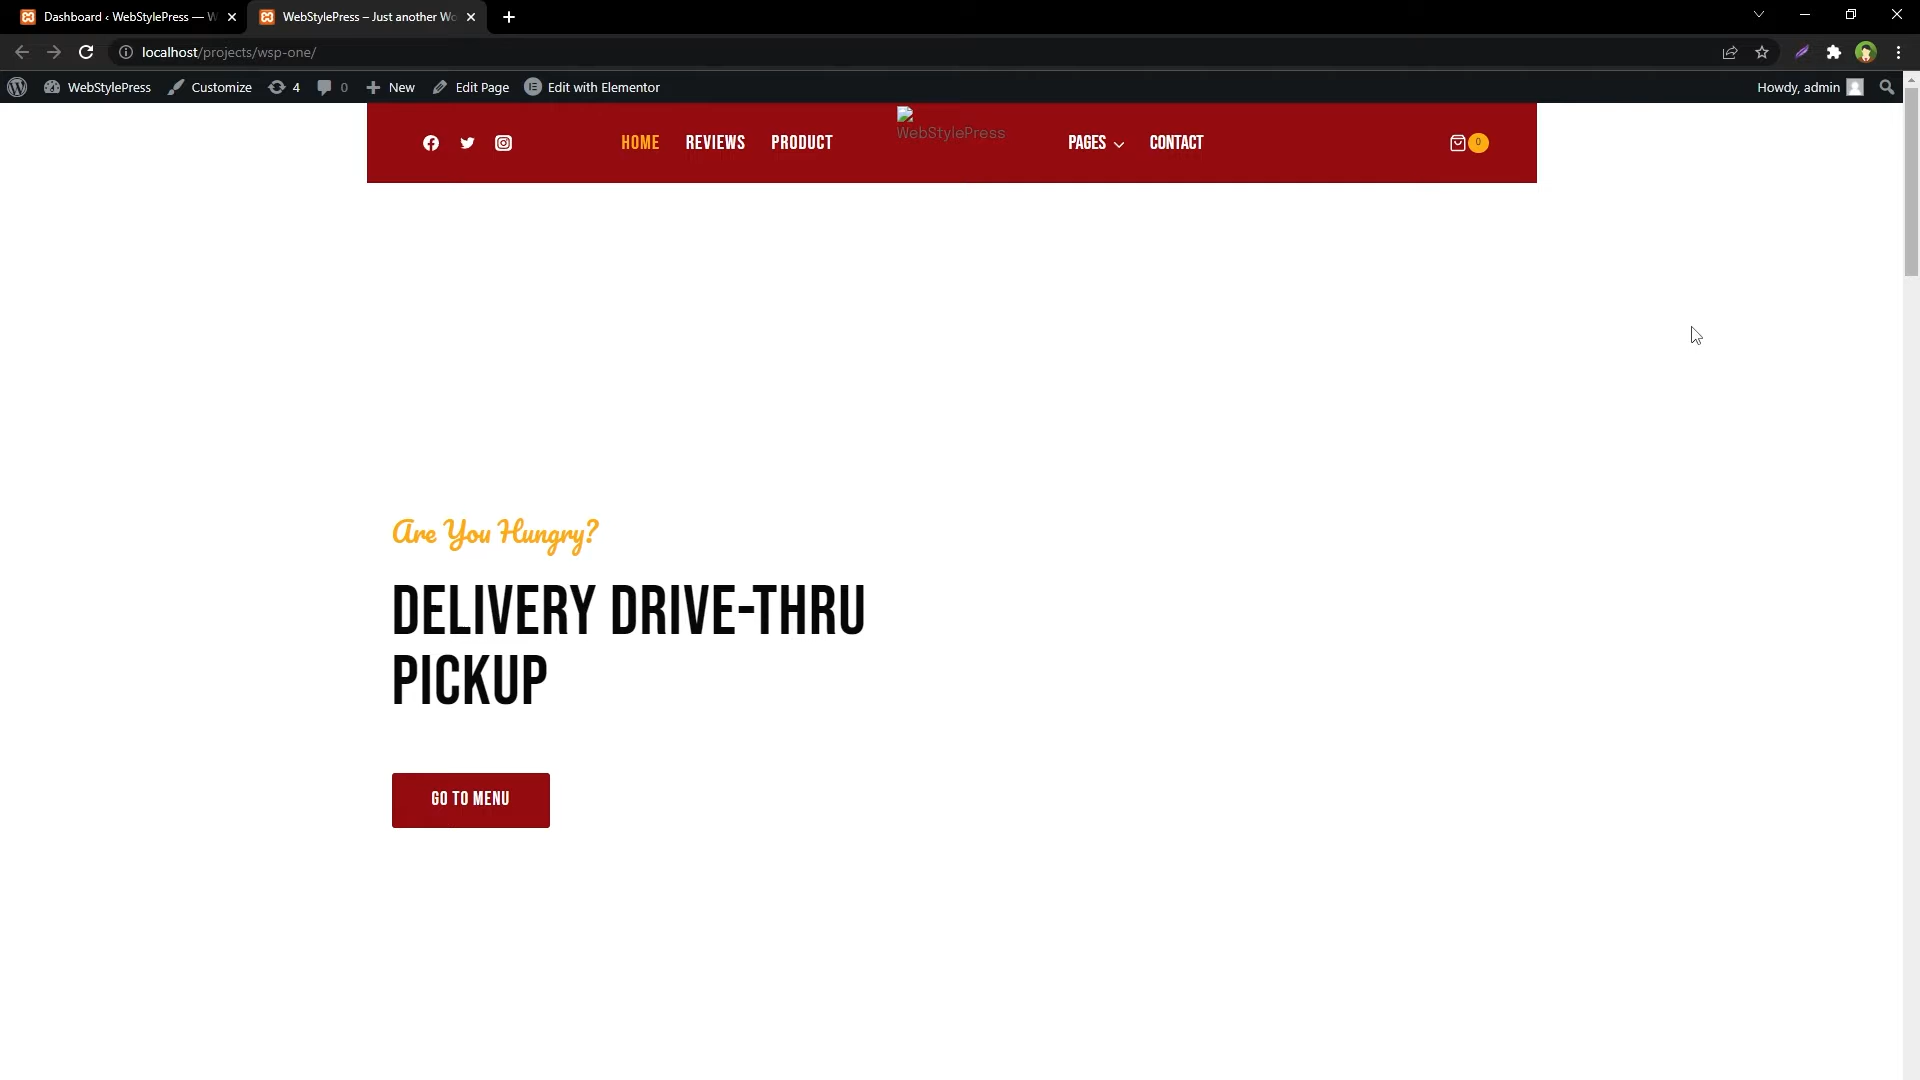 Dashboard ‹ WebStylePress — W
WebStylePress – Just another Wo
localhost/projects/wsp-one/
WebStylePress
Customize
4
0
New
Edit Page
Edit with Elementor
Howdy, admin
HOME
REVIEWS
PRODUCT
WebStylePress
PAGES
CONTACT
0
Are You Hungry?
DELIVERY DRIVE-THRU
PICKUP
GO TO MENU